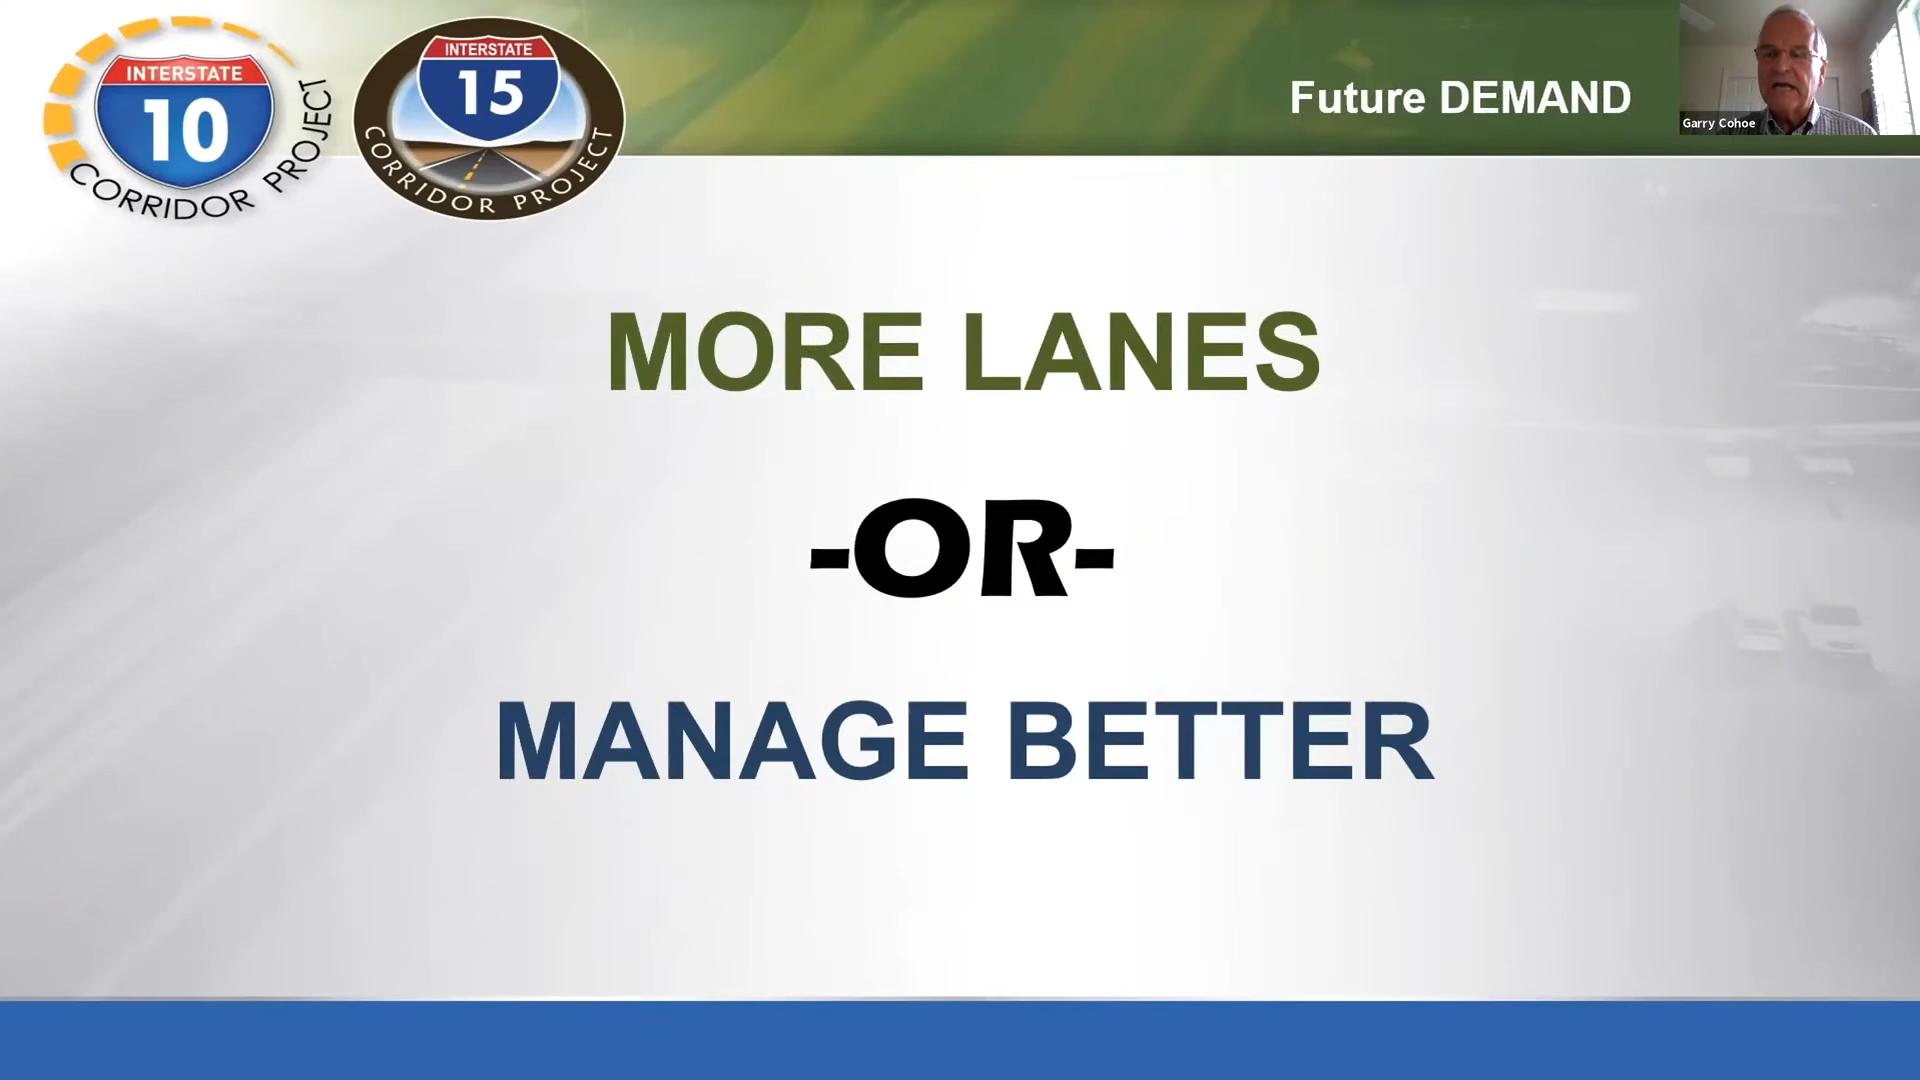 INTERSTATE
10
CORRIDOR PROJECT
INTERSTATE
15
CORRIDOR PROJECT
Future DEMAND
Garry Cohoe
MORE LANES
-OR-
MANAGE BETTER